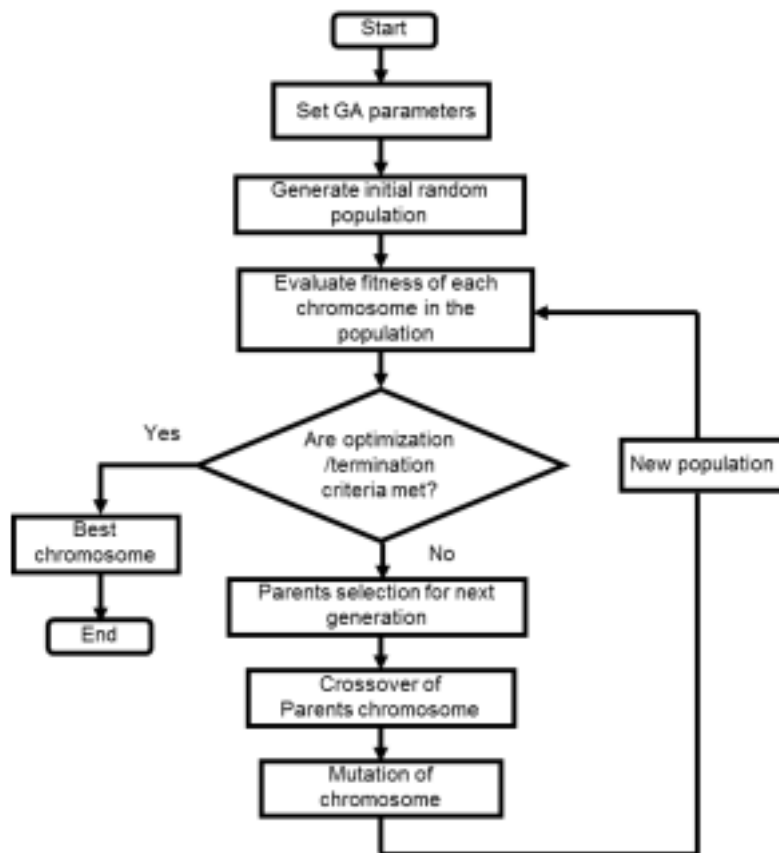 Start
Set GA parameters
Generate initial random
population
Evaluate fitness of each
chromosome in the
population
Yes
Are optimization
/termination
criteria met?
New population
Best
chromosome
No
End
Parents selection for next
generation
Crossover of
Parents chromosome
Mutation of
chromosome